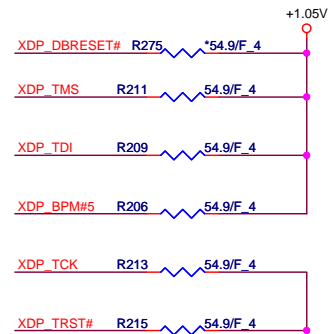 +1.05V
XDP_DBRESET# R275 *54.9/F_4
XDP_TMS R211 54.9/F_4
XDP_TDI R209 54.9/F_4
XDP_BPM#5 R206 54.9/F_4
XDP_TCK R213 54.9/F_4
XDP_TRST# R215 54.9/F_4